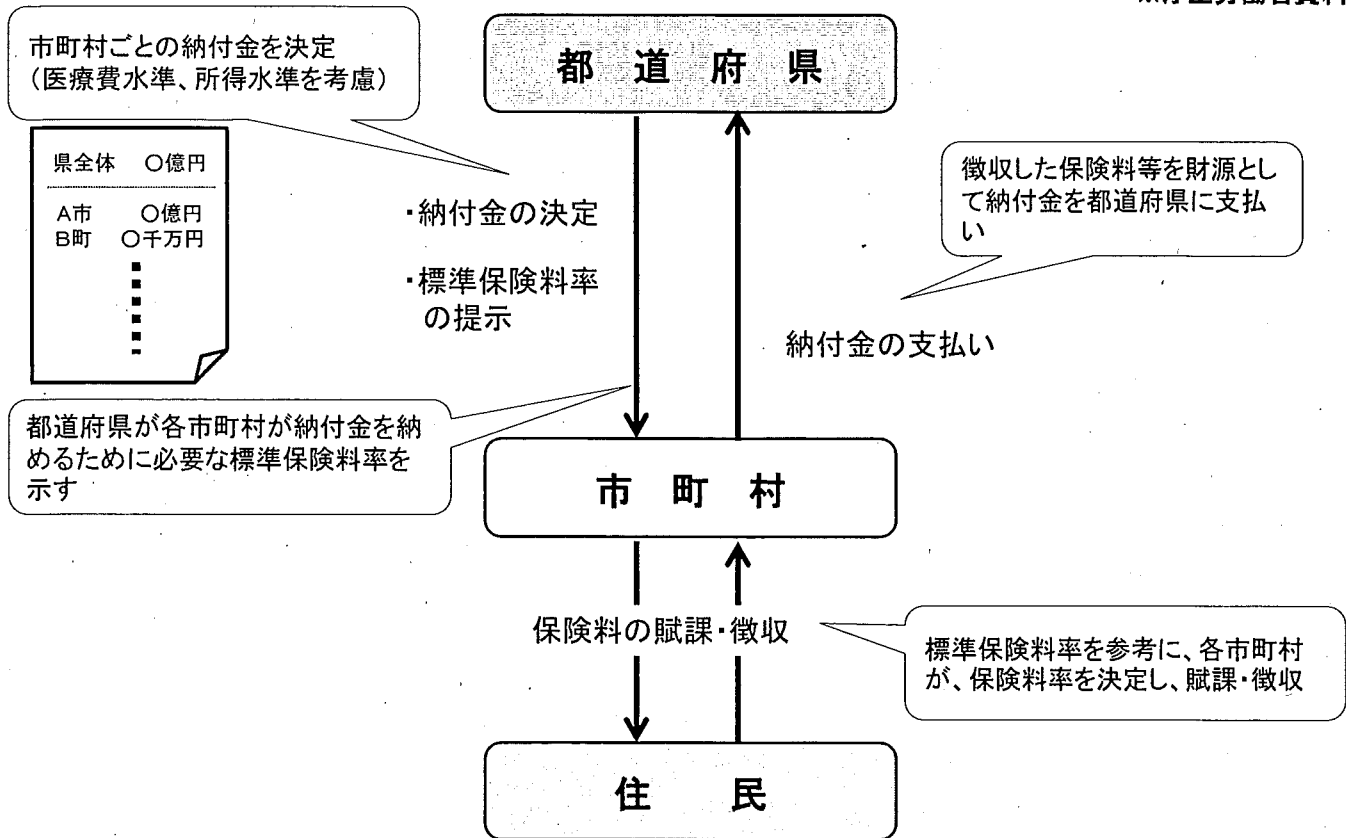 市町村ごとの納付金を決定
（医療費水準、所得水準を考慮）
都道府県
県全体 〇億円
A市 〇億円
B町 〇千万円
・納付金の決定
・標準保険料率
の提示
徴収した保険料等を財源とし
て納付金を都道府県に支払
い
納付金の支払い
都道府県が各市町村が納付金を納
めるために必要な標準保険料率を
示す
市町村
保険料の賦課・徴収
標準保険料率を参考に、各市町村
が、保険料率を決定し、賦課・徴収
住民